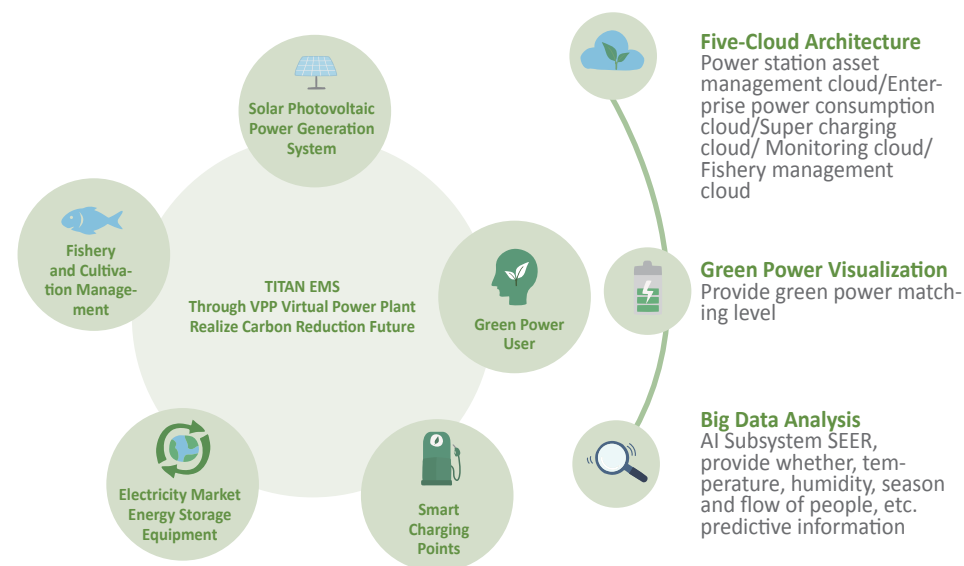 Solar Photovoltaic
Power Generation
System
Fishery
and Cultiva-
tion Manage-
ment
TITAN EMS
Through VPP Virtual Power Plant
Realize Carbon Reduction Future
Green Power
User
Electricity Market
Energy Storage
Equipment
Smart
Charging
Points
Five-Cloud Architecture
Power station asset
management cloud/Enter-
prise power consumption
cloud/Super charging
cloud/ Monitoring cloud/
Fishery management
cloud
Green Power Visualization
Provide green power match-
ing level
Big Data Analysis
AI Subsystem SEER,
provide whether, tem-
perature, humidity, season
and flow of people, etc.
predictive information